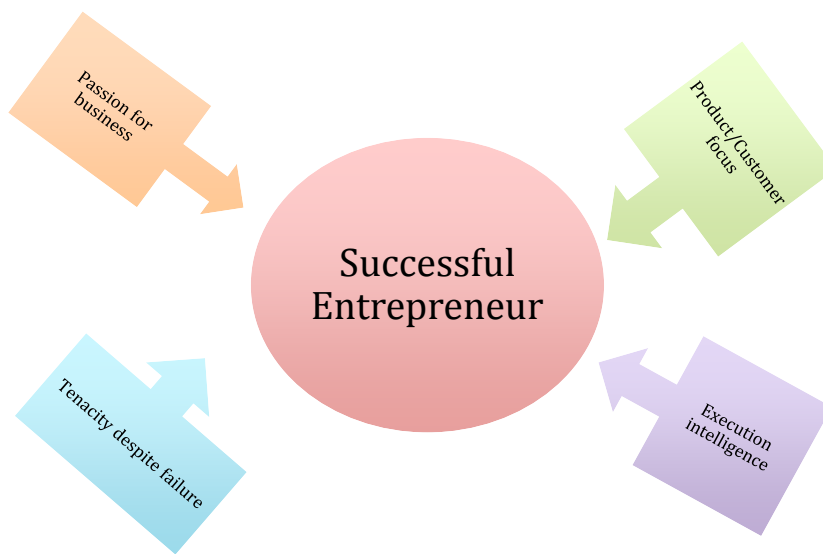 Passion for
business
Product/Customer
focus
Successful
Entrepreneur
Tenacity despite failure
Execution
intelligence